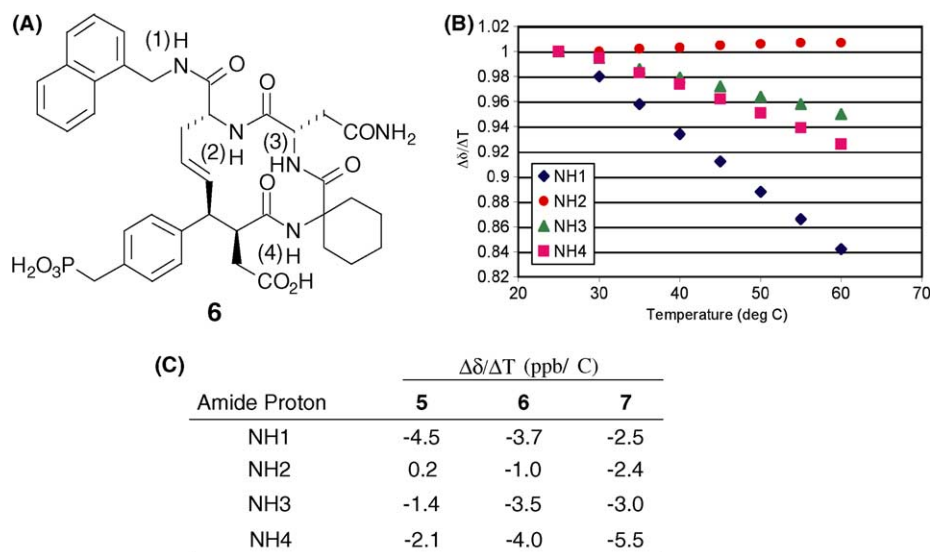 (A)
(1) H
N
O
O
N
H
(2)
(3)
CONH2
H
N
O
O
N
(4) H
H2O3P
CO2H
6
(B)
Δδ/ΔT
1.02
1
0.98
0.96
0.94
0.92
0.9
0.88
0.86
0.84
0.82
NH1
NH2
NH3
NH4
20 30 40 50 60 70
Temperature (deg C)
(C) Δδ/ΔT (ppb/ C)
Amide Proton 5 6 7
NH1 -4.5 -3.7 -2.5
NH2 0.2 -1.0 -2.4
NH3 -1.4 -3.5 -3.0
NH4 -2.1 -4.0 -5.5